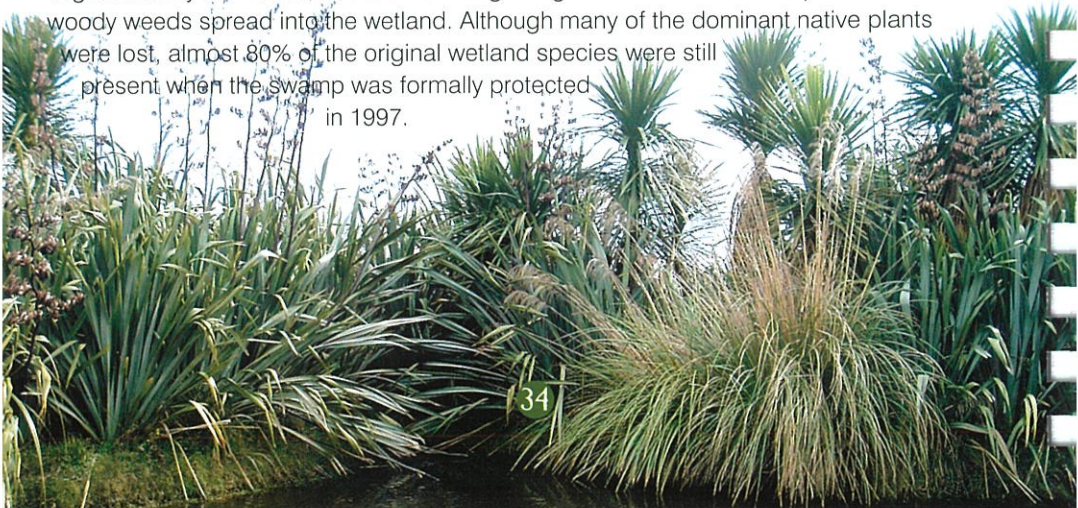 woody weeds spread into the wetland. Although many of the dominant native plants
were lost, almost 80% of the original wetland species were still
present when the swamp was formally protected
in 1997.
34